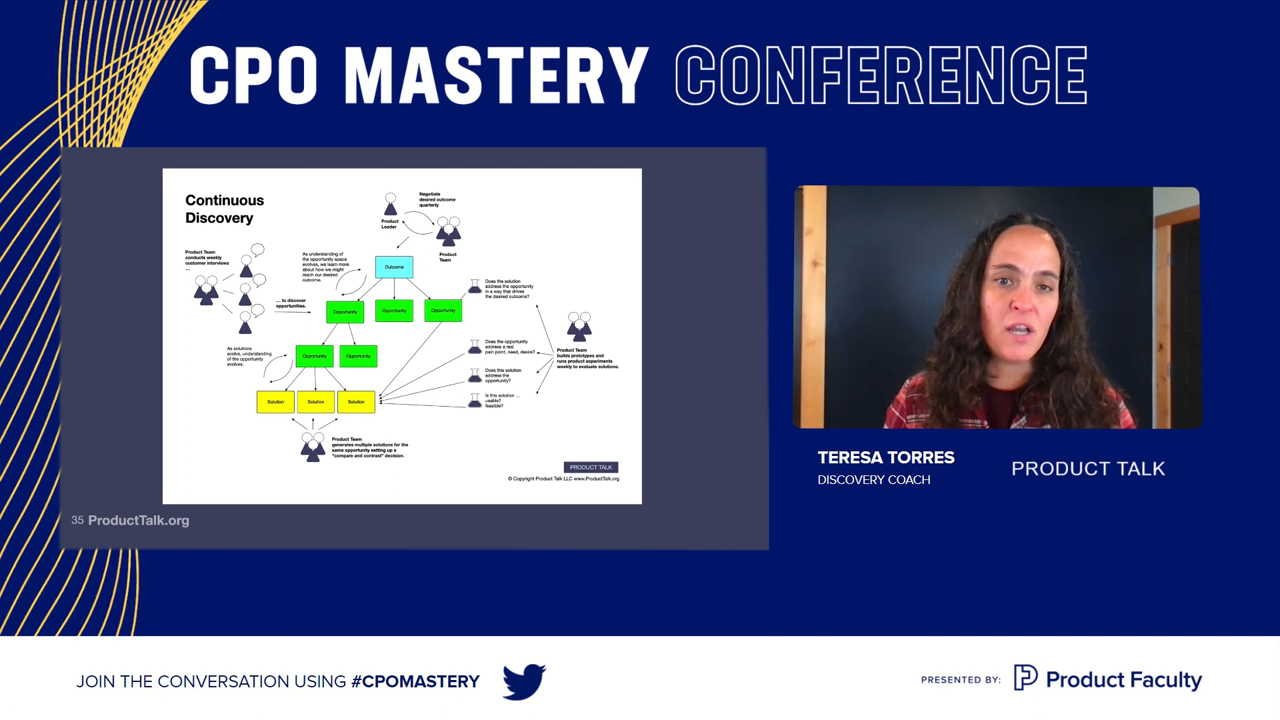 CPO MASTERY CONFERENCE
Continuous
Discovery
Negotiate
desired outcome
quarterly
Product
Leader
Product
Team
Product Team
conducts weekly
customer interviews
...
As understanding of
the opportunity space
evolves, we learn more
about how we might
reach our desired
outcome.
Outcome
... to discover
opportunities.
Opportunity
Opportunity
Opportunity
Does the solution
address the opportunity
in a way that drives
the desired outcome?
As solutions
evolve, understanding
of the opportunity
evolves.
Opportunity
Opportunity
Does the opportunity
address a real
pain point, need, desire?
Product Team
builds prototypes and
runs product experiments
weekly to evaluate solutions.
Does this solution
address the
opportunity?
Is this solution ...
usable?
feasible?
Solution
Solution
Solution
Product Team
generates multiple solutions for the
same opportunity setting up a
"compare and contrast" decision.
PRODUCT TALK
© Copyright Product Talk LLC www.ProductTalk.org
35 ProductTalk.org
TERESA TORRES
DISCOVERY COACH
PRODUCT TALK
JOIN THE CONVERSATION USING #CPOMASTERY
PRESENTED BY: Product Faculty